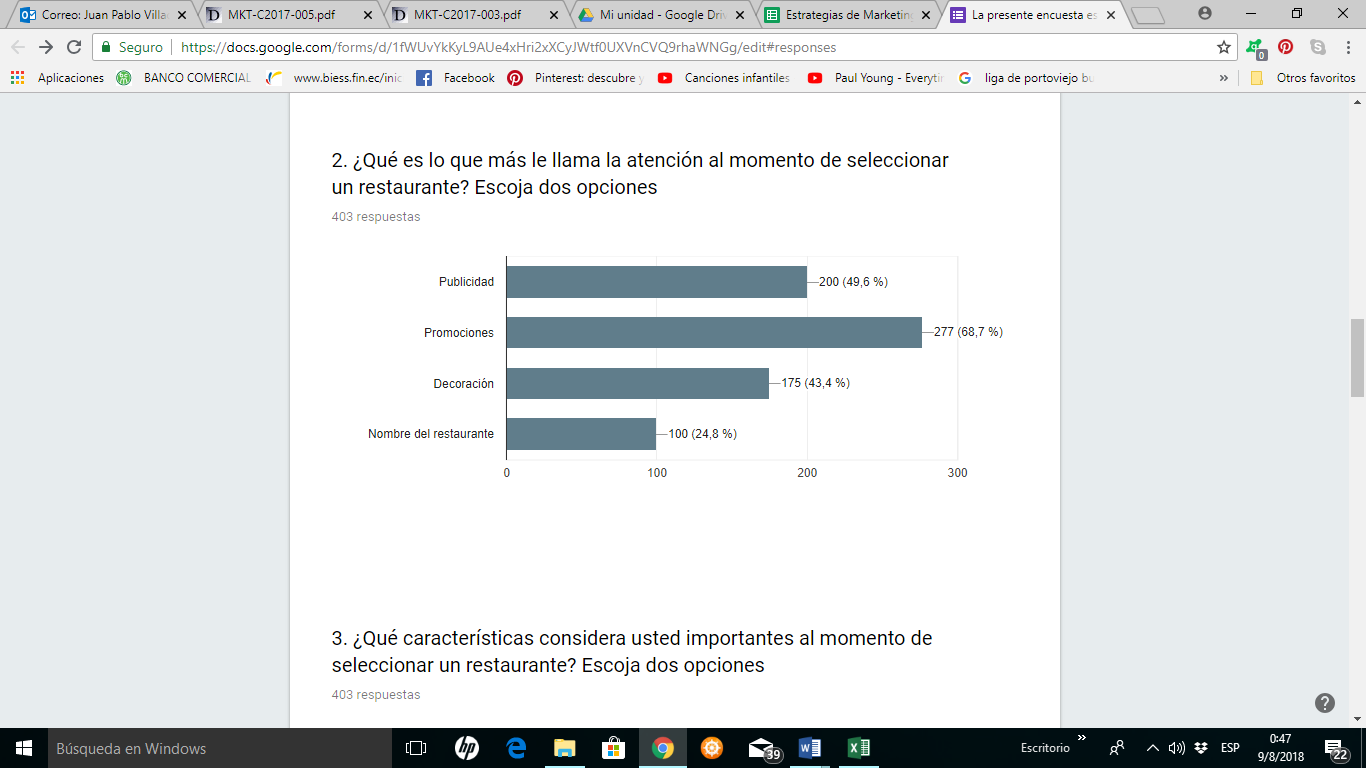 Correo: Juan Pablo Villa
MKT-C2017-005.pdf
MKT-C2017-003.pdf
Mi unidad - Google Driv
Estrategias de Marketing
La presente encuesta es
Seguro
https://docs.google.com/forms/d/1fWUvYkKyL9AUe4xHri2xXCyJWtf0UXVnCVQ9rhaWNGg/edit#responses
0
Aplicaciones
BANCO COMERCIAL
www.biess.fin.ec/inic
Facebook
Pinterest: descubre y
Canciones infantiles
Paul Young - Everytin
liga de portoviejo bu
»
Otros favoritos
2. ¿Qué es lo que más le llama la atención al momento de seleccionar
un restaurante? Escoja dos opciones
403 respuestas
Publicidad
200 (49,6 %)
Promociones
277 (68,7 %)
Decoración
175 (43,4 %)
Nombre del restaurante
100 (24,8 %)
0 100 200 300
3. ¿Qué características considera usted importantes al momento de
seleccionar un restaurante? Escoja dos opciones
403 respuestas
?
Búsqueda en Windows
hp
39
Escritorio
»
ESP
0:47
9/8/2018
22